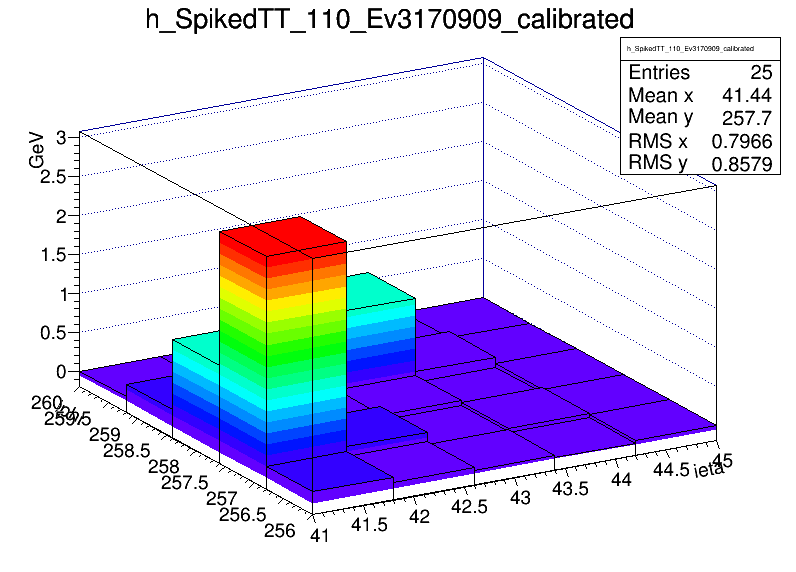 h_SpikedTT_110_Ev3170909_calibrated
h_SpikedTT_110_Ev3170909_calibrated
Entries 25
Mean x 41.44
Mean y 257.7
RMS x 0.7966
RMS y 0.8579
GeV
3
2.5
2
1.5
1
0.5
0
260
259.5
259
258.5
258
257.5
257
256.5
256
41
41.5
42
42.5
43
43.5
44
44.5
45
ieta